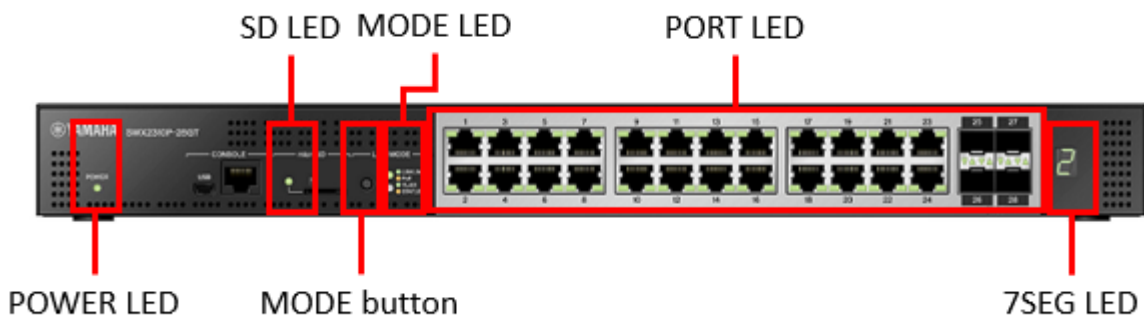 SD LED MODE LED PORT LED
YAMAHA SWX2310P-28GT
CONSOLE
USB
POWER
1 3 5 7 9 11 13 15 17 19 21 23 25 27
2
2 4 6 8 10 12 14 16 18 20 22 24 26 28
POWER LED MODE button 7SEG LED